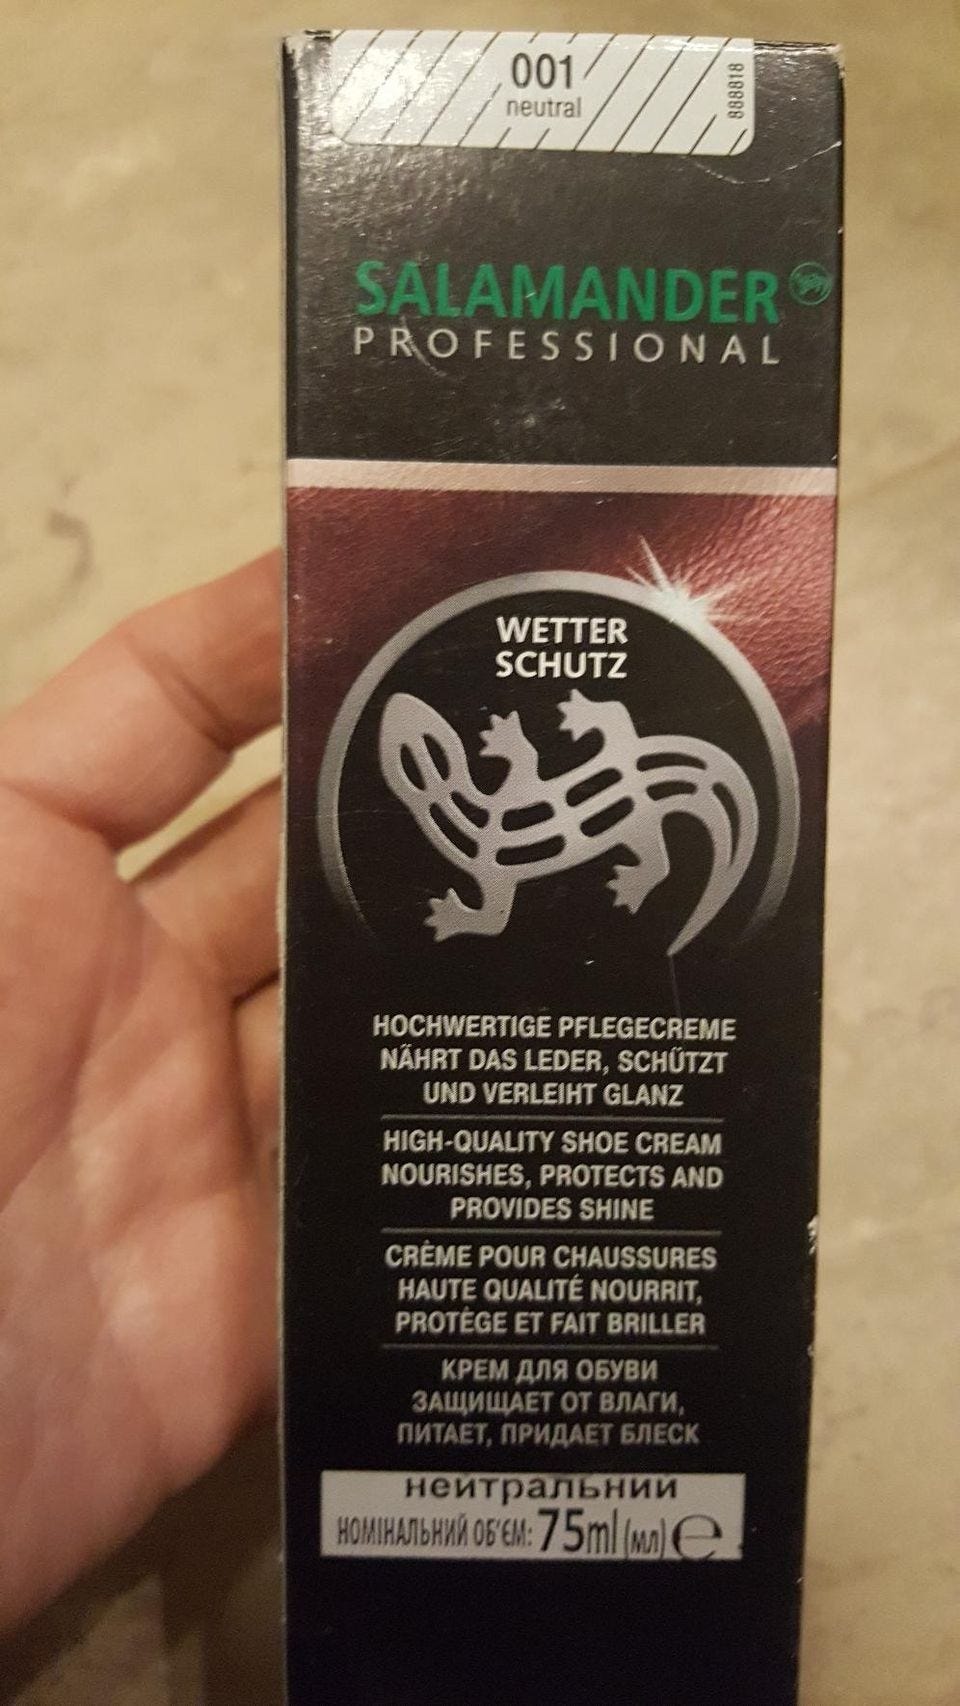 001
neutral
888818
SALAMANDER
PROFESSIONAL
WETTER
SCHUTZ
HOCHWERTIGE PFLEGECREME
NÄHRT DAS LEDER, SCHÜTZT
UND VERLEIHT GLANZ
HIGH-QUALITY SHOE CREAM
NOURISHES, PROTECTS AND
PROVIDES SHINE
CRÈME POUR CHAUSSURES
HAUTE QUALITÉ NOURRIT,
PROTÈGE ET FAIT BRILLER
КРЕМ ДЛЯ ОБУВИ
ЗАЩИЩАЕТ ОТ ВЛАГИ,
ПИТАЕТ, ПРИДАЕТ БЛЕСК
нейтральний
НОМІНАЛЬНИЙ ОБ'ЄМ: 75ml (мл) ℮